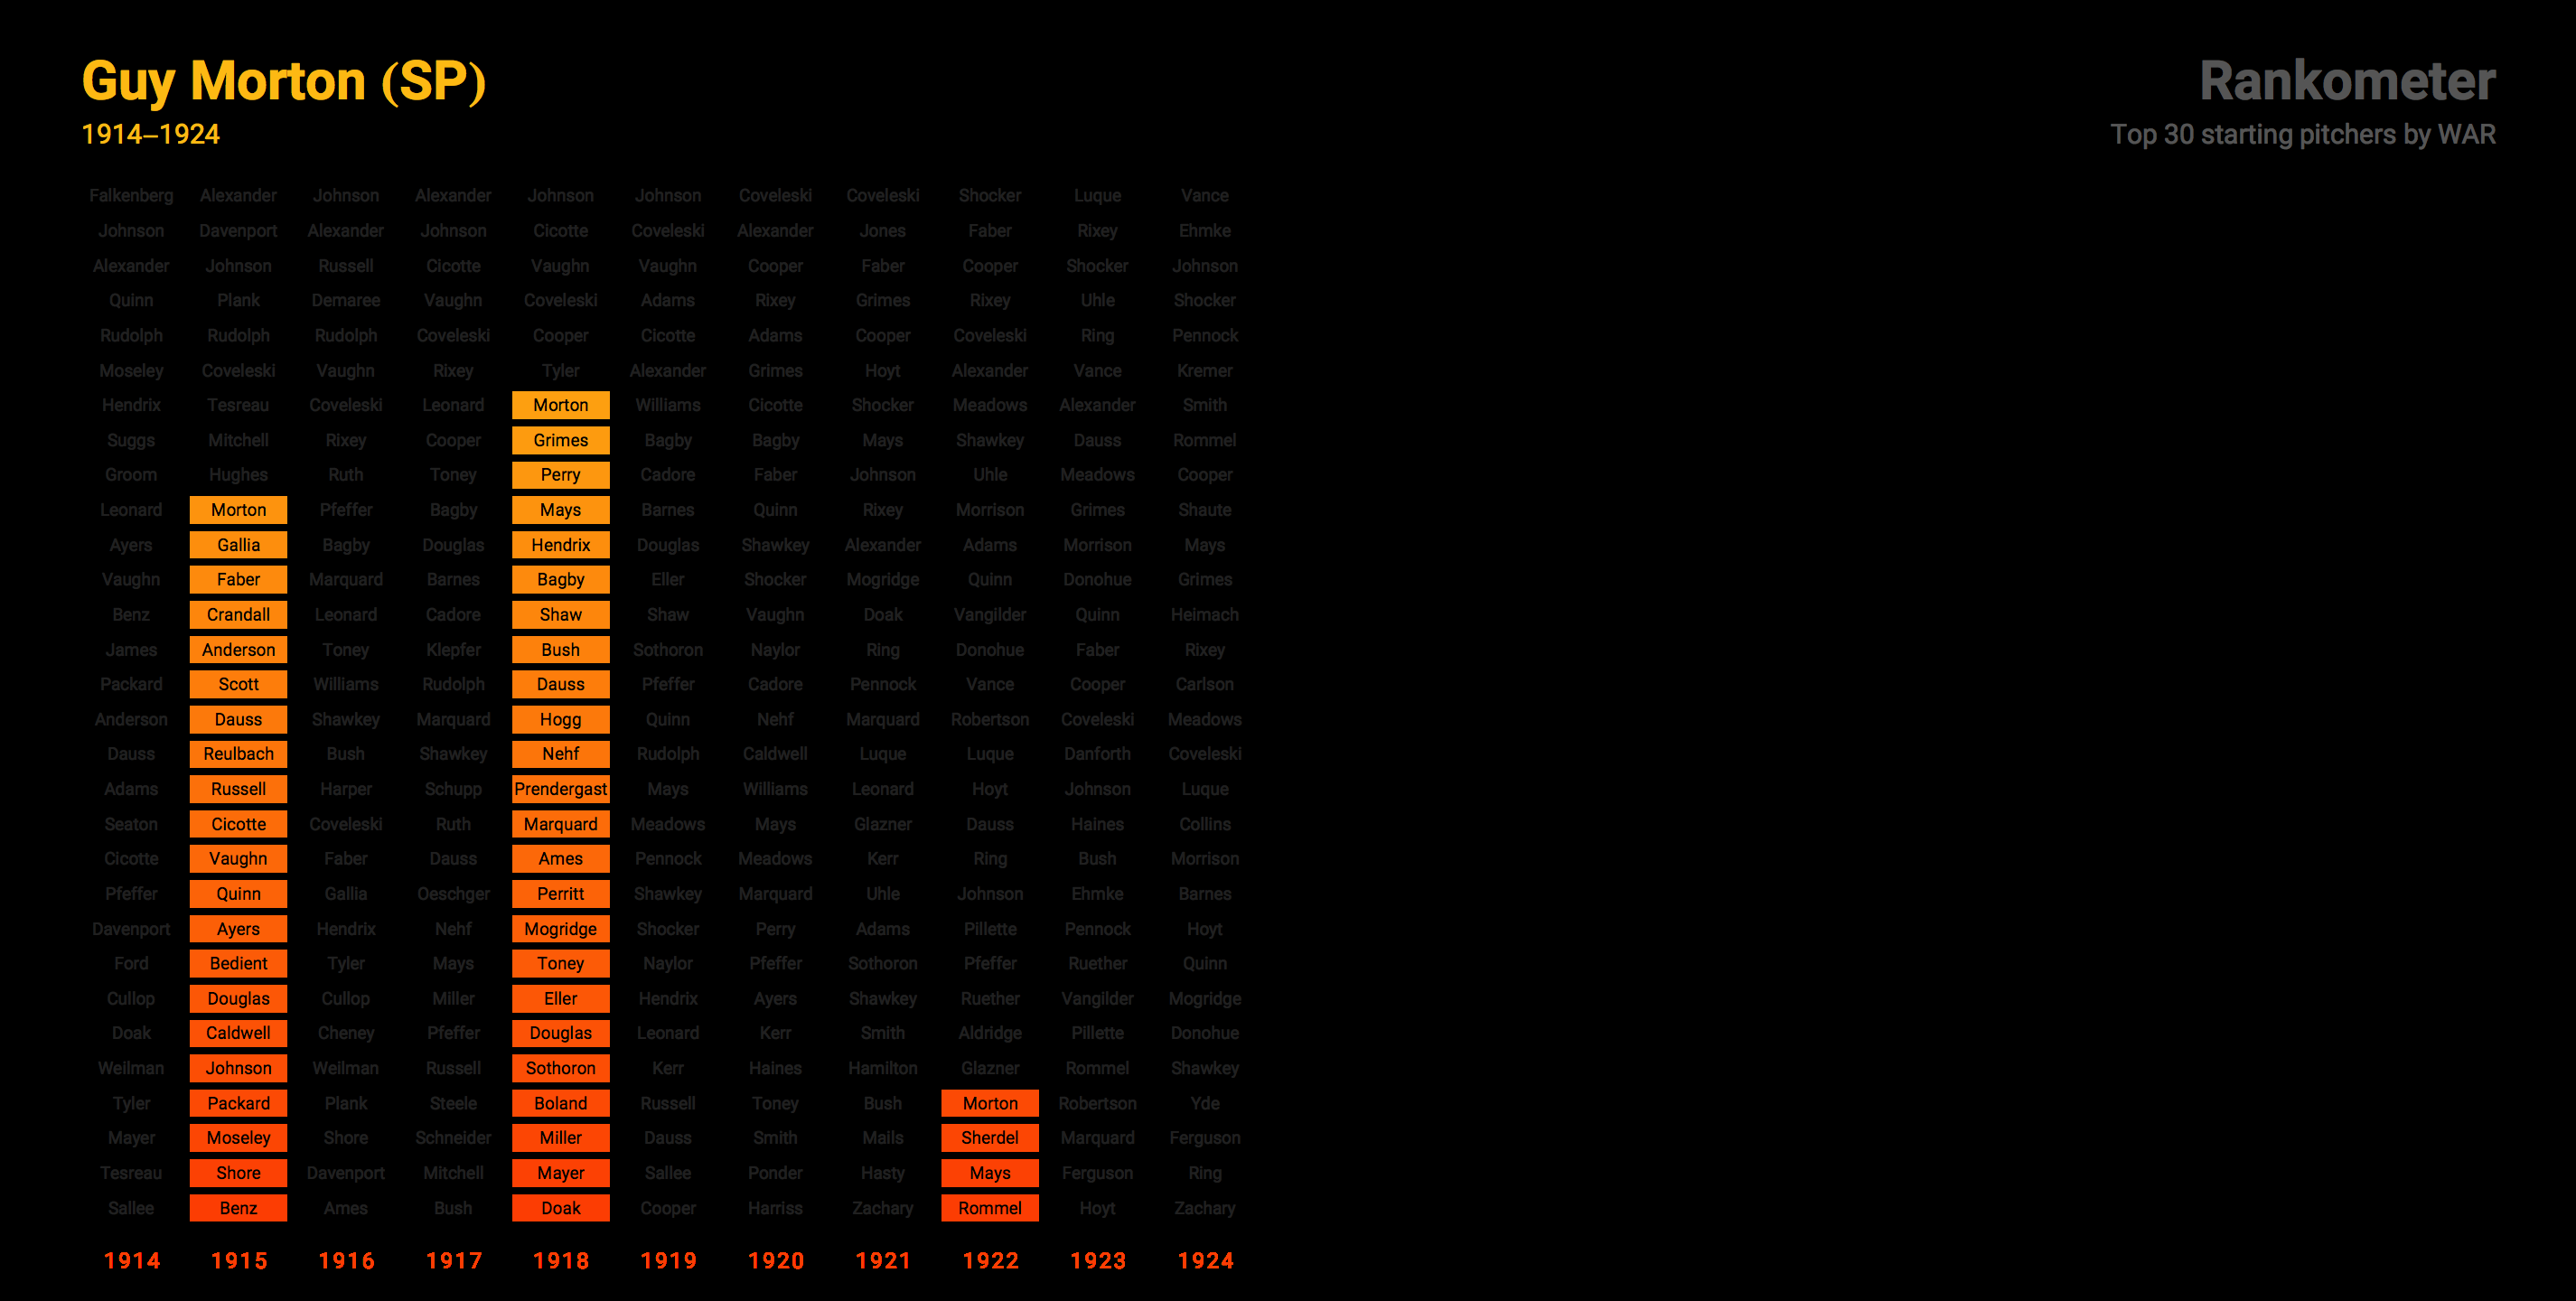 Guy Morton (SP)
1914–1924
Rankometer
Top 30 starting pitchers by WAR
Falkenberg Alexander Johnson Alexander Johnson Johnson Coveleski Coveleski Shocker Luque Vance
Johnson Davenport Alexander Johnson Cicotte Coveleski Alexander Jones Faber Rixey Ehmke
Alexander Johnson Russell Cicotte Vaughn Vaughn Cooper Faber Cooper Shocker Johnson
Quinn Plank Demaree Vaughn Coveleski Adams Rixey Grimes Rixey Uhle Shocker
Rudolph Rudolph Rudolph Coveleski Cooper Cicotte Adams Cooper Coveleski Ring Pennock
Moseley Coveleski Vaughn Rixey Tyler Alexander Grimes Hoyt Alexander Vance Kremer
Hendrix Tesreau Coveleski Leonard Morton Williams Cicotte Shocker Meadows Alexander Smith
Suggs Mitchell Rixey Cooper Grimes Bagby Bagby Mays Shawkey Dauss Rommel
Groom Hughes Ruth Toney Perry Cadore Faber Johnson Uhle Meadows Cooper
Leonard Morton Pfeffer Bagby Mays Barnes Quinn Rixey Morrison Grimes Shaute
Ayers Gallia Bagby Douglas Hendrix Douglas Shawkey Alexander Adams Morrison Mays
Vaughn Faber Marquard Barnes Bagby Eller Shocker Mogridge Quinn Donohue Grimes
Benz Crandall Leonard Cadore Shaw Shaw Vaughn Doak Vangilder Quinn Heimach
James Anderson Toney Klepfer Bush Sothoron Naylor Ring Donohue Faber Rixey
Packard Scott Williams Rudolph Dauss Pfeffer Cadore Pennock Vance Cooper Carlson
Anderson Dauss Shawkey Marquard Hogg Quinn Nehf Marquard Robertson Coveleski Meadows
Dauss Reulbach Bush Shawkey Nehf Rudolph Caldwell Luque Luque Danforth Coveleski
Adams Russell Harper Schupp Prendergast Mays Williams Leonard Hoyt Johnson Luque
Seaton Cicotte Coveleski Ruth Marquard Meadows Mays Glazner Dauss Haines Collins
Cicotte Vaughn Faber Dauss Ames Pennock Meadows Kerr Ring Bush Morrison
Pfeffer Quinn Gallia Oeschger Perritt Shawkey Marquard Uhle Johnson Ehmke Barnes
Davenport Ayers Hendrix Nehf Mogridge Shocker Perry Adams Pillette Pennock Hoyt
Ford Bedient Tyler Mays Toney Naylor Pfeffer Sothoron Pfeffer Ruether Quinn
Cullop Douglas Cullop Miller Eller Hendrix Ayers Shawkey Ruether Vangilder Mogridge
Doak Caldwell Cheney Pfeffer Douglas Leonard Kerr Smith Aldridge Pillette Donohue
Weilman Johnson Weilman Russell Sothoron Kerr Haines Hamilton Glazner Rommel Shawkey
Tyler Packard Plank Steele Boland Russell Toney Bush Morton Robertson Yde
Mayer Moseley Shore Schneider Miller Dauss Smith Mails Sherdel Marquard Ferguson
Tesreau Shore Davenport Mitchell Mayer Sallee Ponder Hasty Mays Ferguson Ring
Sallee Benz Ames Bush Doak Cooper Harriss Zachary Rommel Hoyt Zachary
1914 1915 1916 1917 1918 1919 1920 1921 1922 1923 1924